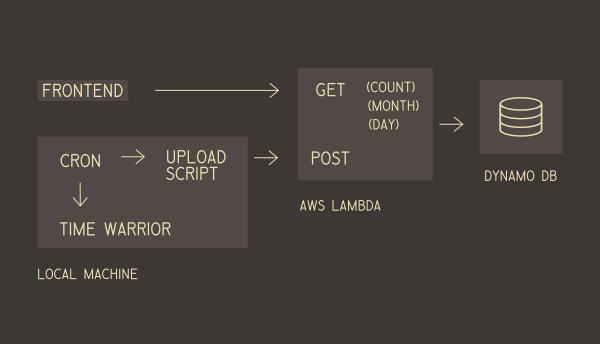 FRONTEND
GET
(COUNT)
(MONTH)
(DAY)
POST
AWS LAMBDA
DYNAMO DB
CRON
UPLOAD
SCRIPT
TIME WARRIOR
LOCAL MACHINE